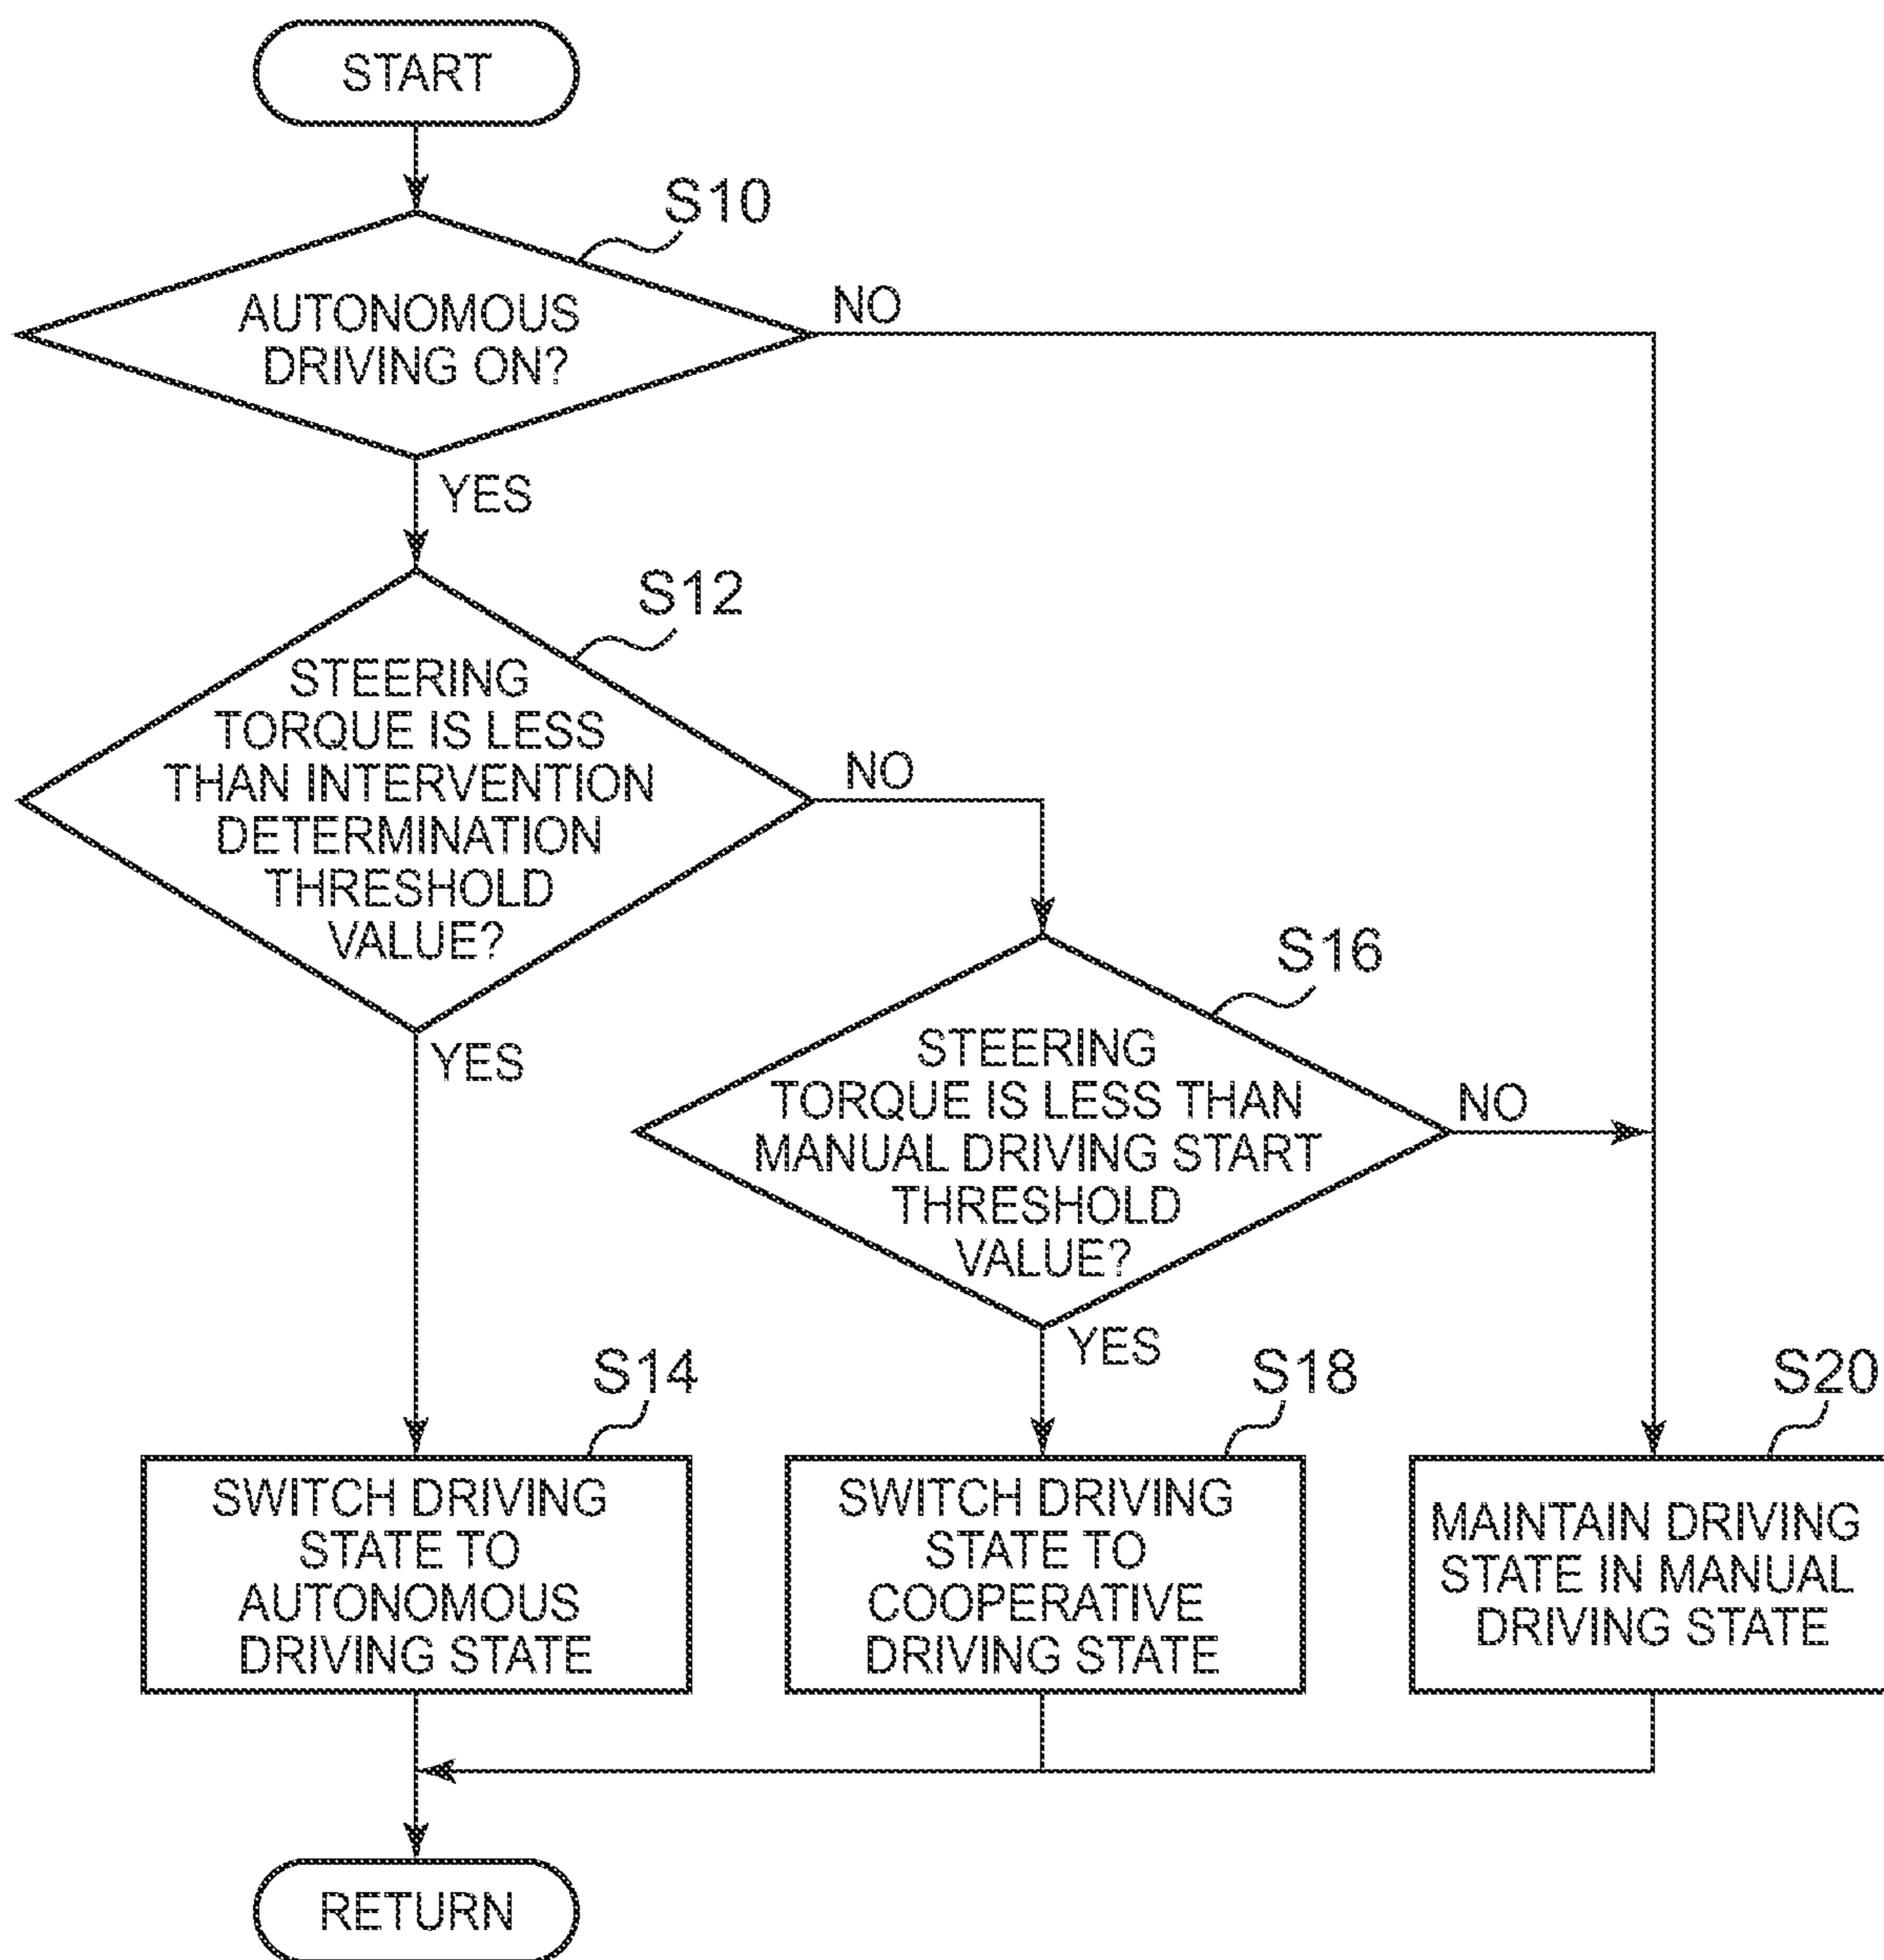 START
S10
AUTONOMOUS
DRIVING ON?
NO
YES
S12
STEERING
TORQUE IS LESS
THAN INTERVENTION
DETERMINATION
THRESHOLD
VALUE?
NO
YES
S16
STEERING
TORQUE IS LESS THAN
MANUAL DRIVING START
THRESHOLD
VALUE?
NO
YES
S14
SWITCH DRIVING
STATE TO
AUTONOMOUS
DRIVING STATE
S18
SWITCH DRIVING
STATE TO
COOPERATIVE
DRIVING STATE
S20
MAINTAIN DRIVING
STATE IN MANUAL
DRIVING STATE
RETURN